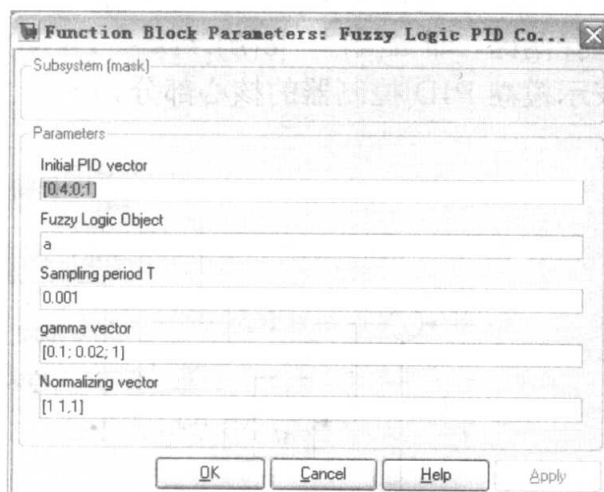 Function Block Parameters: Fuzzy Logic PID Co...
Subsystem (mask)
Parameters
Initial PID vector
[0.4;0;1]
Fuzzy Logic Object
a
Sampling period T
0.001
gamma vector
[0.1; 0.02; 1]
Normalizing vector
[1 1,1]
OK Cancel Help Apply